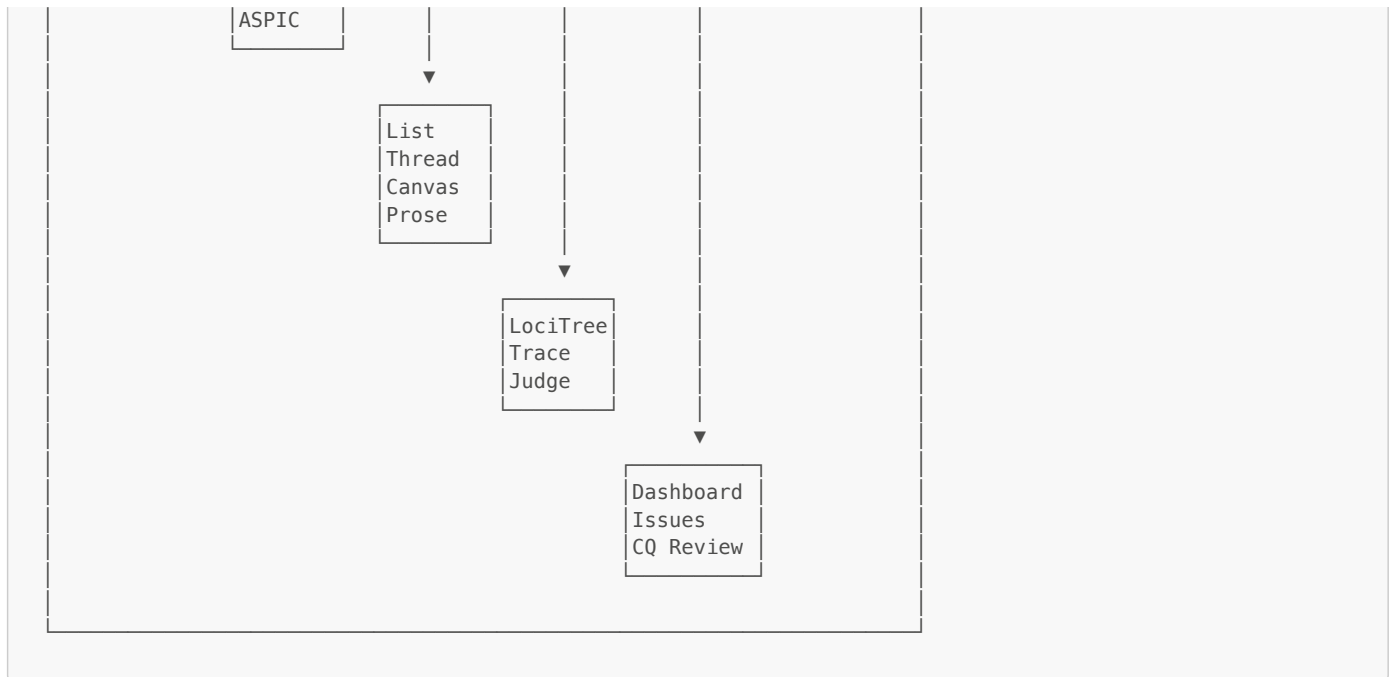 ASPIC
List
Thread
Canvas
Prose
LociTree
Trace
Judge
Dashboard
Issues
CQ Review